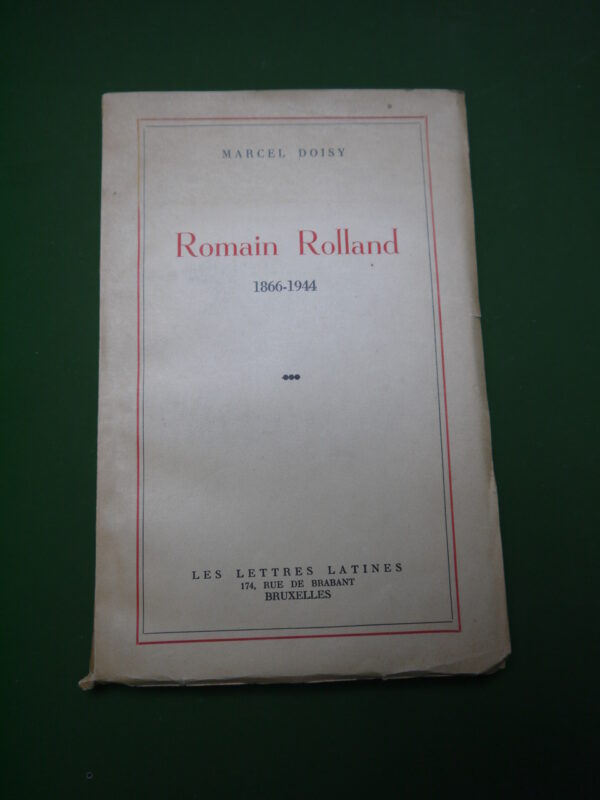 MARCEL DOISY
Romain Rolland
1866-1944
LES LETTRES LATINES
174, RUE DE BRABANT
BRUXELLES